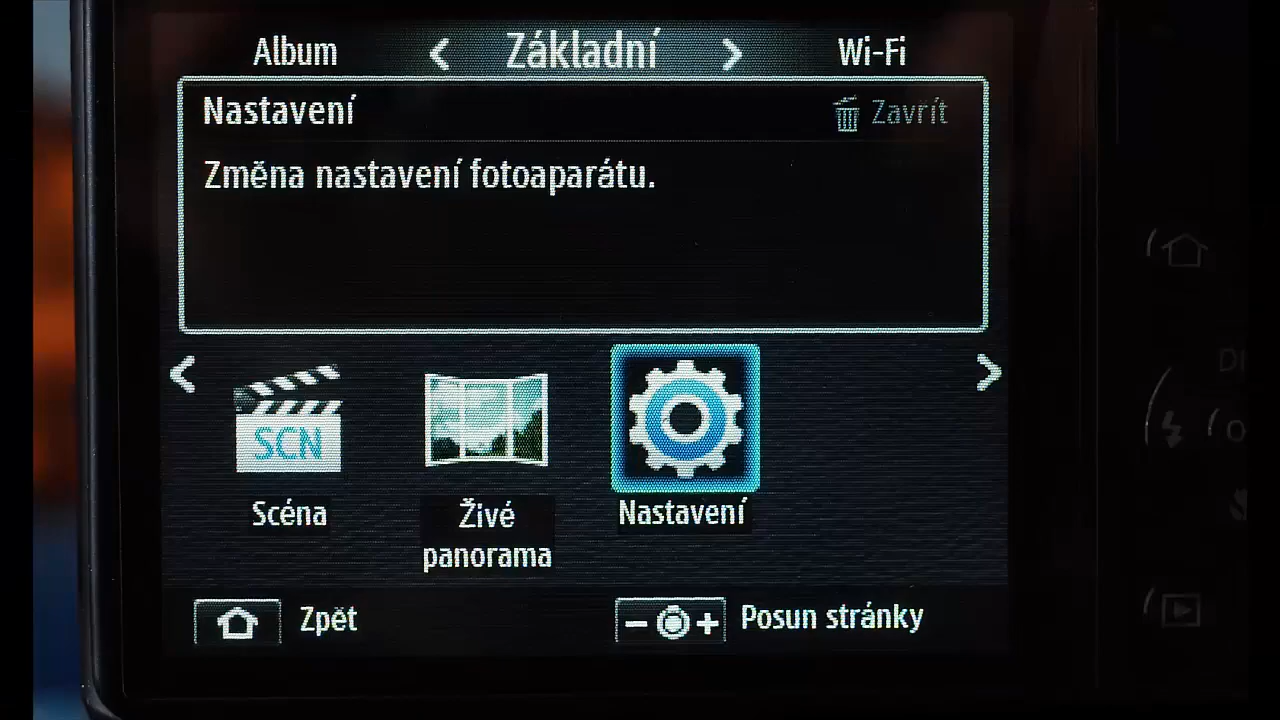 Album Základní Wi-Fi
Nastavení Zavřít
Změna nastavení fotoaparátu.
SCN
Scéna Živé panorama Nastavení
Zpět Posun stránky